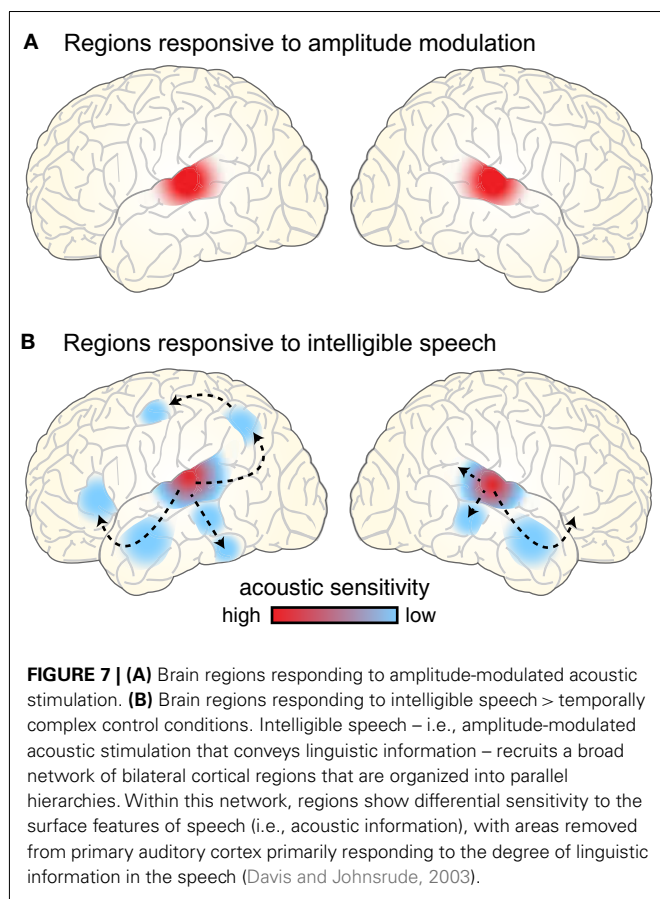 A Regions responsive to amplitude modulation
B Regions responsive to intelligible speech
acoustic sensitivity
high low
FIGURE 7 | (A) Brain regions responding to amplitude-modulated acoustic
stimulation. (B) Brain regions responding to intelligible speech > temporally
complex control conditions. Intelligible speech – i.e., amplitude-modulated
acoustic stimulation that conveys linguistic information – recruits a broad
network of bilateral cortical regions that are organized into parallel
hierarchies. Within this network, regions show differential sensitivity to the
surface features of speech (i.e., acoustic information), with areas removed
from primary auditory cortex primarily responding to the degree of linguistic
information in the speech (Davis and Johnsrude, 2003).